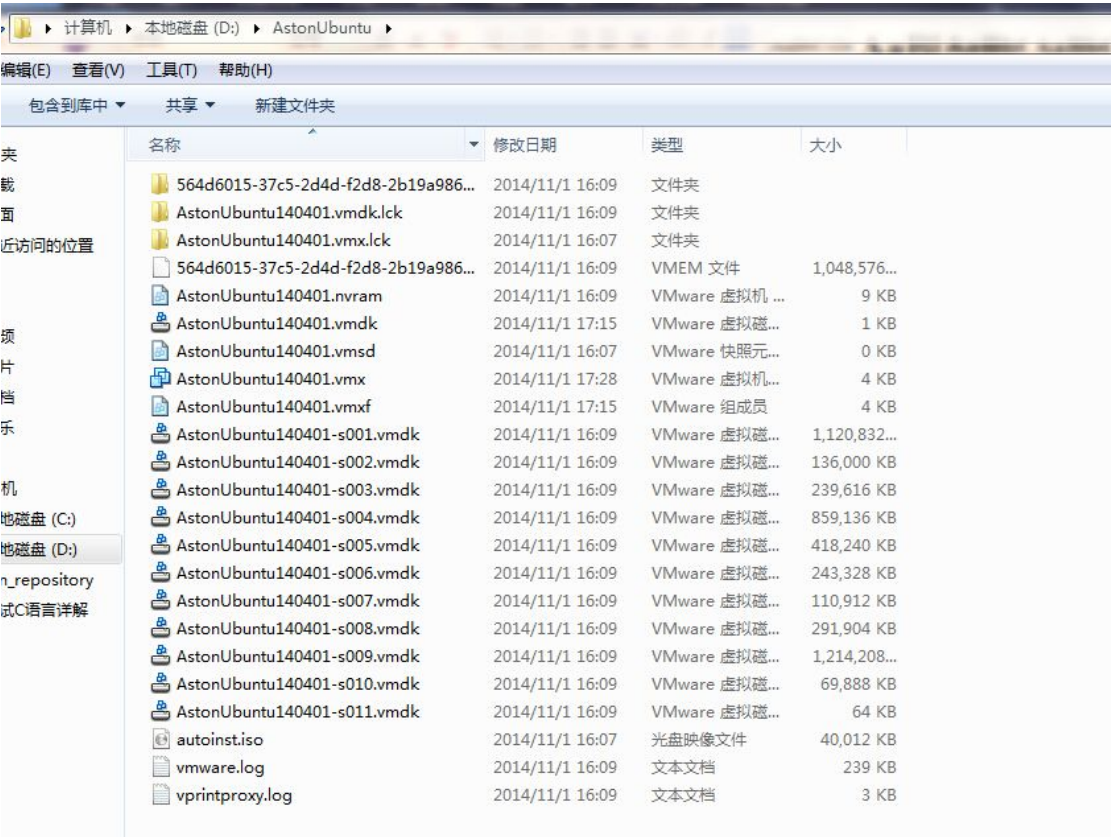 计算机 本地磁盘 (D:) AstonUbuntu
编辑(E) 查看(V) 工具(T) 帮助(H)
包含到库中 共享 新建文件夹
名称 修改日期 类型 大小
夹
载
面
近访问的位置
频
片
档
乐
机
地磁盘 (C:)
地磁盘 (D:)
n_repository
试C语言详解
564d6015-37c5-2d4d-f2d8-2b19a986... 2014/11/1 16:09 文件夹
AstonUbuntu140401.vmdk.lck 2014/11/1 16:09 文件夹
AstonUbuntu140401.vmx.lck 2014/11/1 16:07 文件夹
564d6015-37c5-2d4d-f2d8-2b19a986... 2014/11/1 16:09 VMEM 文件 1,048,576...
AstonUbuntu140401.nvram 2014/11/1 16:09 VMware 虚拟机 ... 9 KB
AstonUbuntu140401.vmdk 2014/11/1 17:15 VMware 虚拟磁... 1 KB
AstonUbuntu140401.vmsd 2014/11/1 16:07 VMware 快照元... 0 KB
AstonUbuntu140401.vmx 2014/11/1 17:28 VMware 虚拟机... 4 KB
AstonUbuntu140401.vmxf 2014/11/1 17:15 VMware 组成员 4 KB
AstonUbuntu140401-s001.vmdk 2014/11/1 16:09 VMware 虚拟磁... 1,120,832...
AstonUbuntu140401-s002.vmdk 2014/11/1 16:09 VMware 虚拟磁... 136,000 KB
AstonUbuntu140401-s003.vmdk 2014/11/1 16:09 VMware 虚拟磁... 239,616 KB
AstonUbuntu140401-s004.vmdk 2014/11/1 16:09 VMware 虚拟磁... 859,136 KB
AstonUbuntu140401-s005.vmdk 2014/11/1 16:09 VMware 虚拟磁... 418,240 KB
AstonUbuntu140401-s006.vmdk 2014/11/1 16:09 VMware 虚拟磁... 243,328 KB
AstonUbuntu140401-s007.vmdk 2014/11/1 16:09 VMware 虚拟磁... 110,912 KB
AstonUbuntu140401-s008.vmdk 2014/11/1 16:09 VMware 虚拟磁... 291,904 KB
AstonUbuntu140401-s009.vmdk 2014/11/1 16:09 VMware 虚拟磁... 1,214,208...
AstonUbuntu140401-s010.vmdk 2014/11/1 16:09 VMware 虚拟磁... 69,888 KB
AstonUbuntu140401-s011.vmdk 2014/11/1 16:09 VMware 虚拟磁... 64 KB
autoinst.iso 2014/11/1 16:07 光盘映像文件 40,012 KB
vmware.log 2014/11/1 16:09 文本文档 239 KB
vprintproxy.log 2014/11/1 16:09 文本文档 3 KB